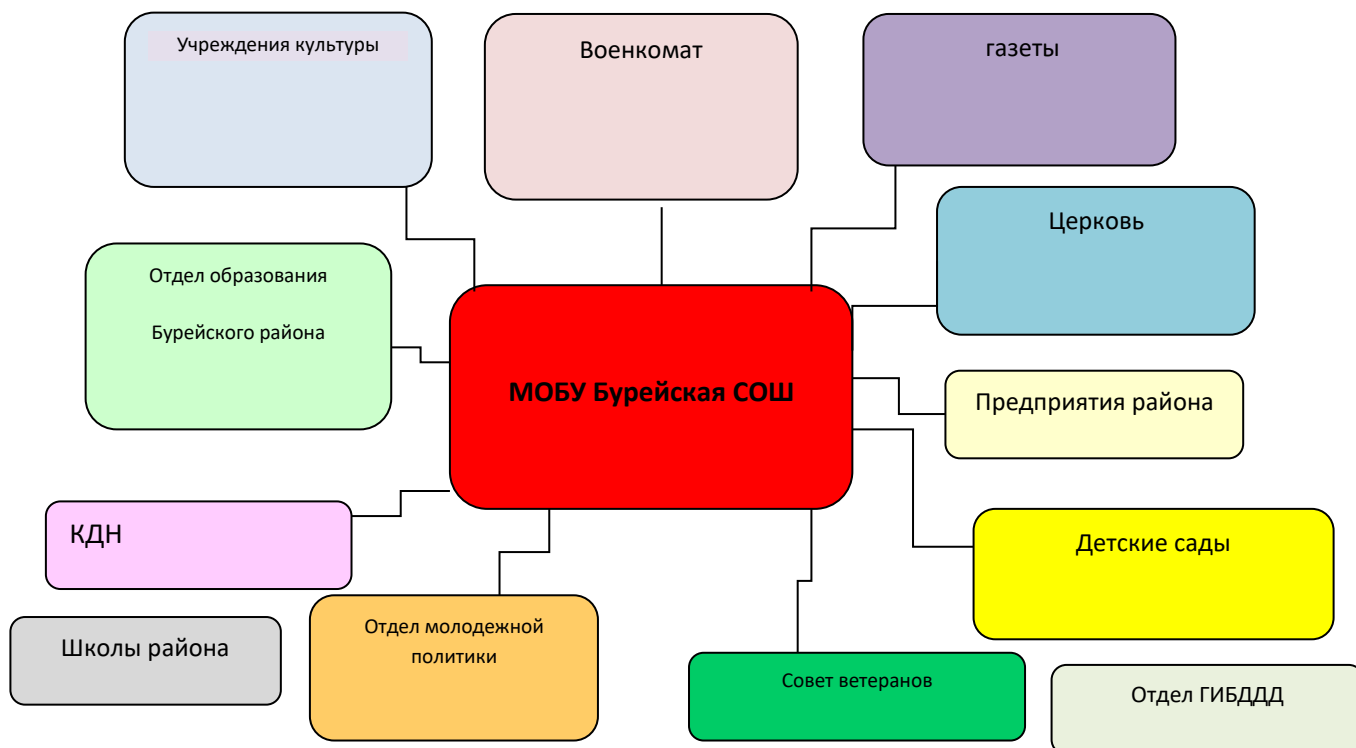 Учреждения культуры
Военкомат
газеты
Церковь
Отдел образования
Бурейского района
МОБУ Бурейская СОШ
Предприятия района
КДН
Детские сады
Школы района
Отдел молодежной
политики
Совет ветеранов
Отдел ГИБДДД